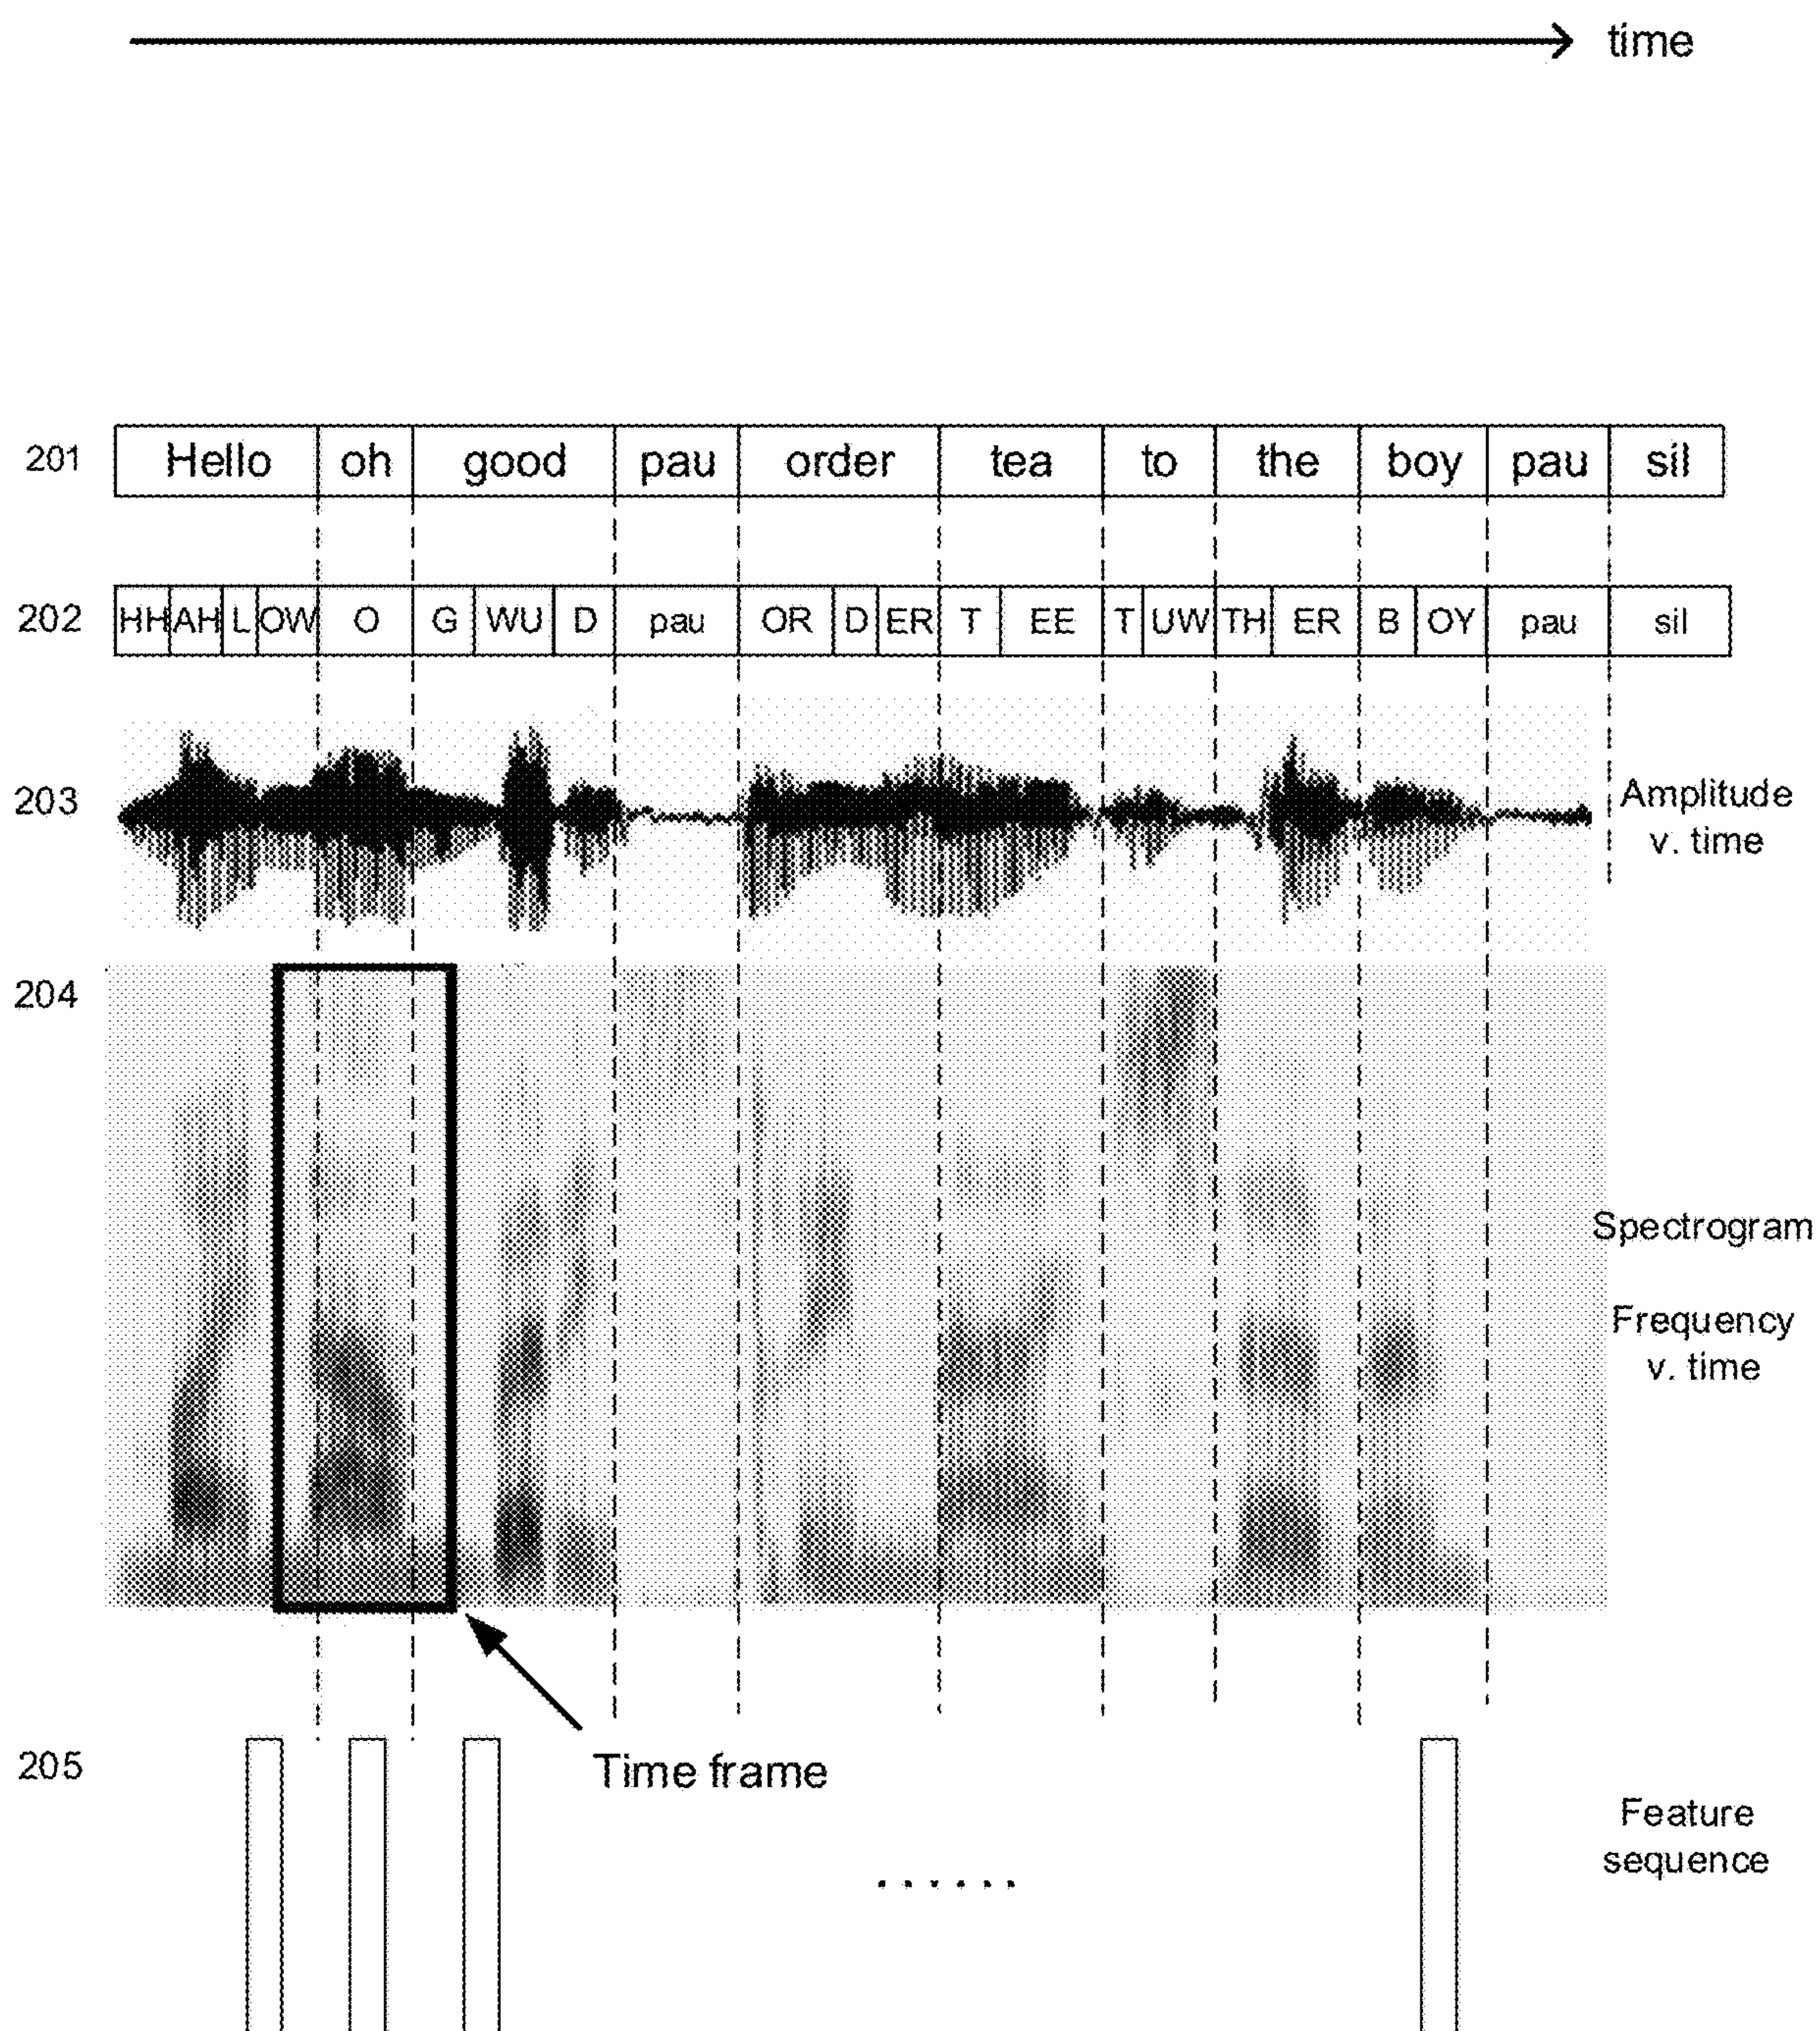 time
201 Hello oh good pau order tea to the boy pau sil
202 HH AH L OW O G WU D pau OR D ER T EE T UW TH ER B OY pau sil
203 Amplitude
v. time
204
Spectrogram
Frequency
v. time
Time frame
205
Feature
sequence
......